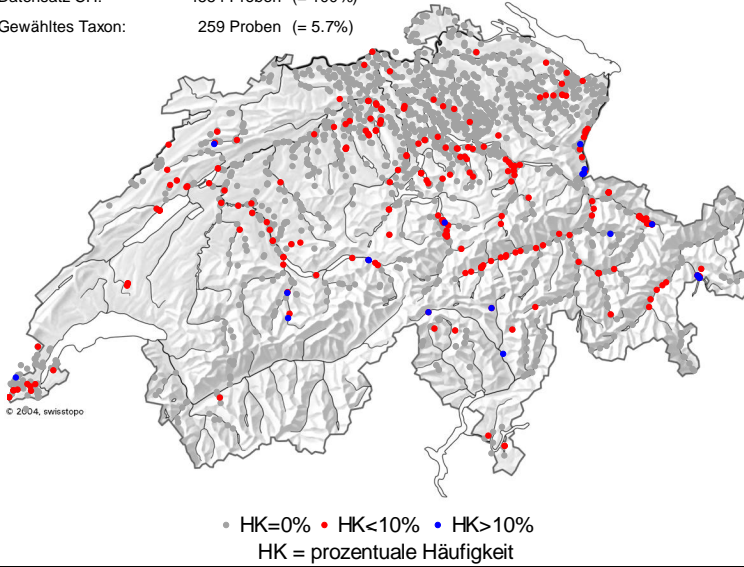 Gewähltes Taxon: 259 Proben (= 5.7%)
© 2004, swisstopo
HK=0% HK<10% HK>10%
HK = prozentuale Häufigkeit